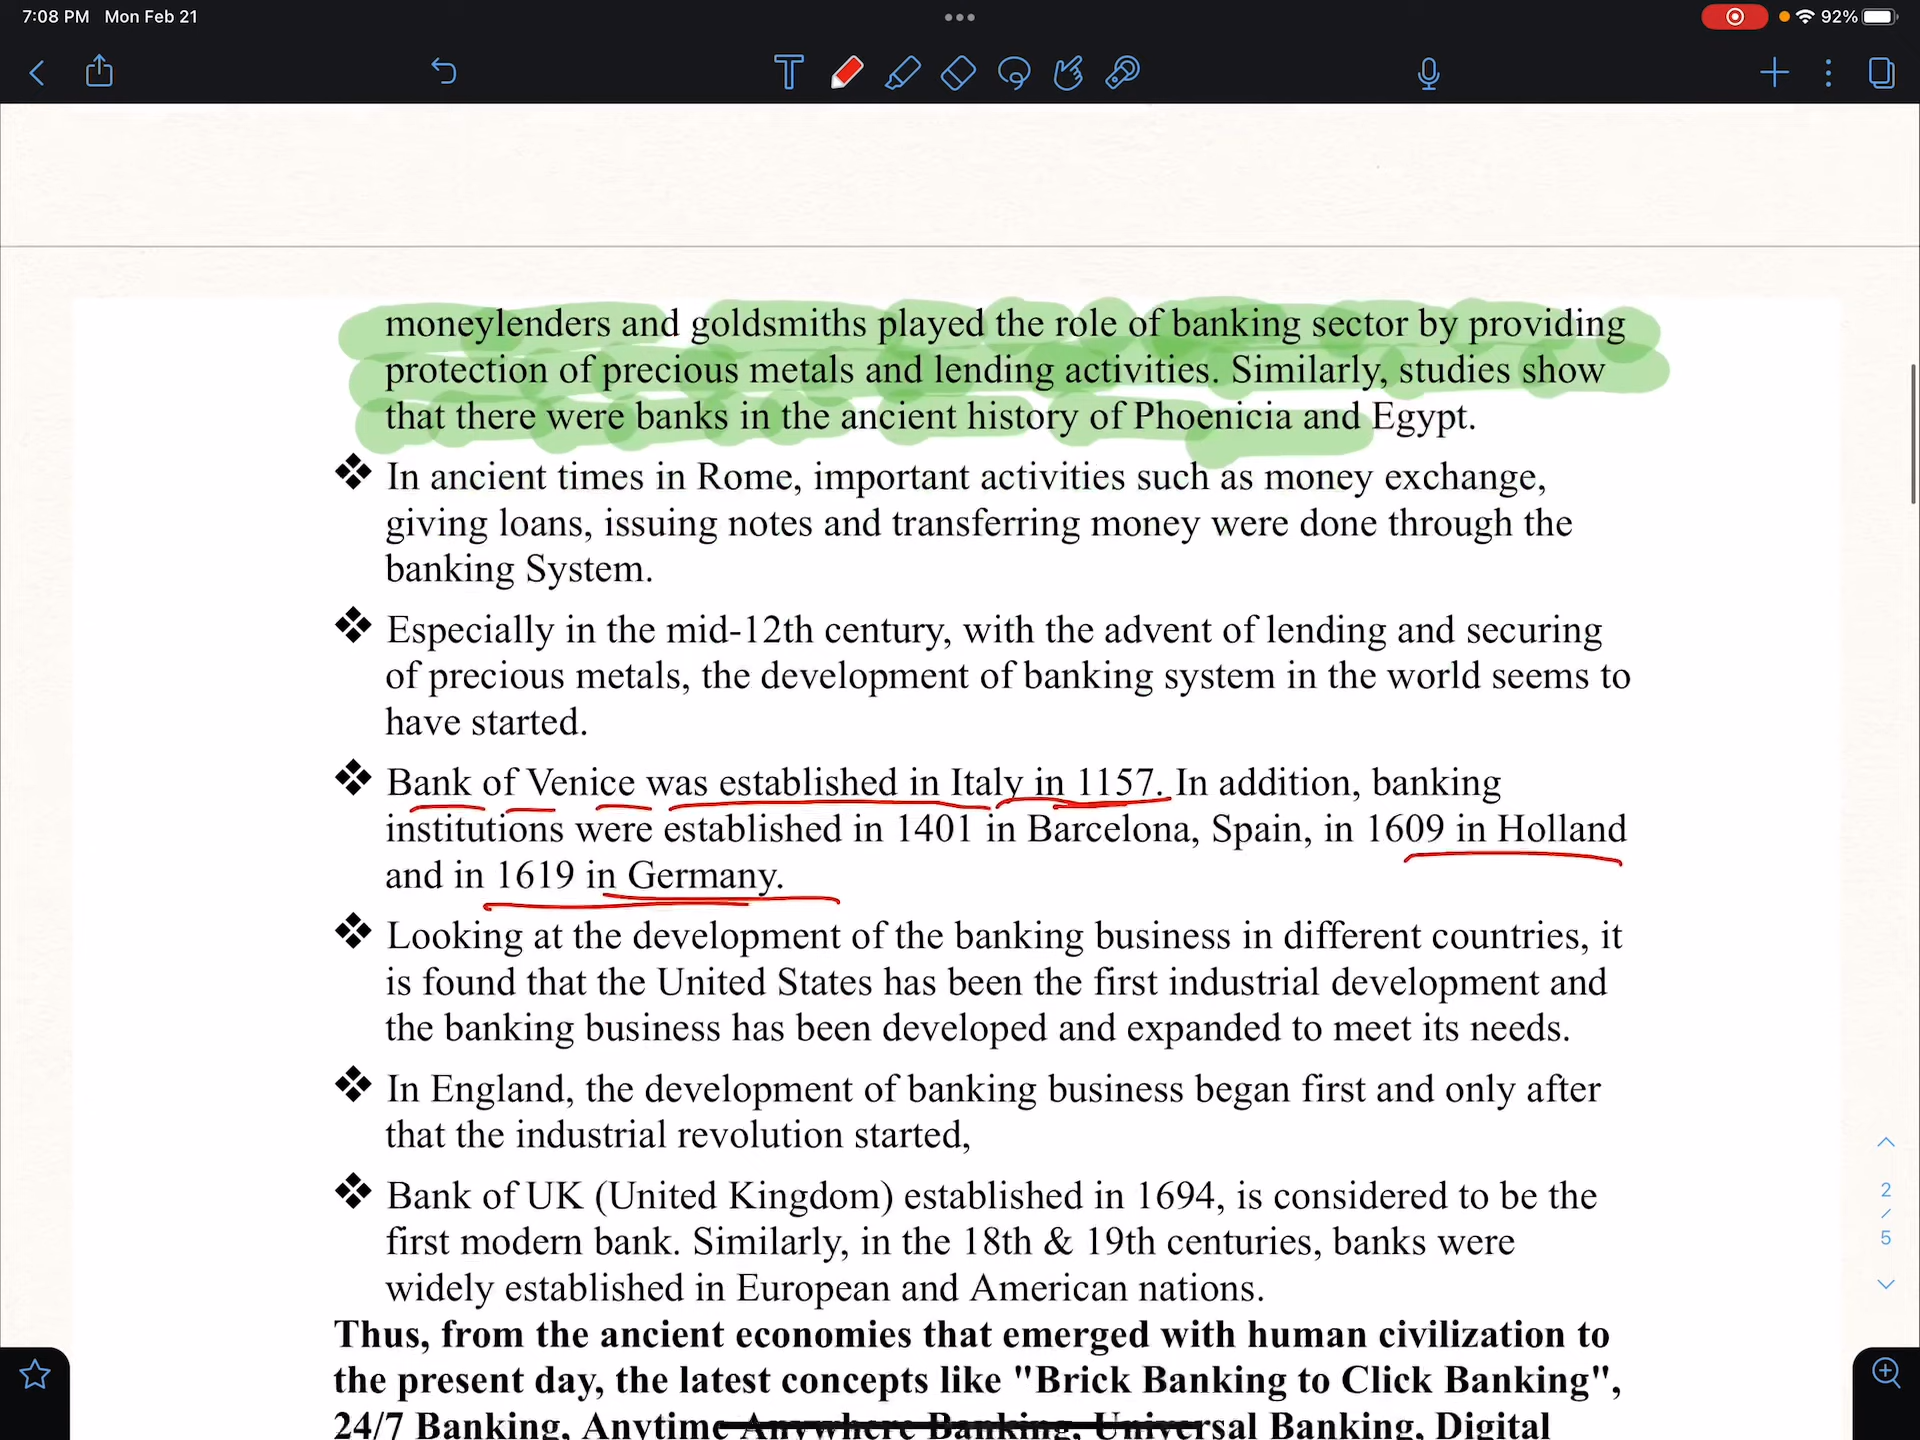 7:08 PM Mon Feb 21
92%
moneylenders and goldsmiths played the role of banking sector by providing
protection of precious metals and lending activities. Similarly, studies show
that there were banks in the ancient history of Phoenicia and Egypt.
❖ In ancient times in Rome, important activities such as money exchange,
giving loans, issuing notes and transferring money were done through the
banking System.
❖ Especially in the mid-12th century, with the advent of lending and securing
of precious metals, the development of banking system in the world seems to
have started.
❖ Bank of Venice was established in Italy in 1157. In addition, banking
institutions were established in 1401 in Barcelona, Spain, in 1609 in Holland
and in 1619 in Germany.
❖ Looking at the development of the banking business in different countries, it
is found that the United States has been the first industrial development and
the banking business has been developed and expanded to meet its needs.
❖ In England, the development of banking business began first and only after
that the industrial revolution started,
❖ Bank of UK (United Kingdom) established in 1694, is considered to be the
first modern bank. Similarly, in the 18th & 19th centuries, banks were
widely established in European and American nations.
Thus, from the ancient economies that emerged with human civilization to
the present day, the latest concepts like "Brick Banking to Click Banking",
24/7 Banking, Anytime Anywhere Banking, Universal Banking, Digital
2
/
5